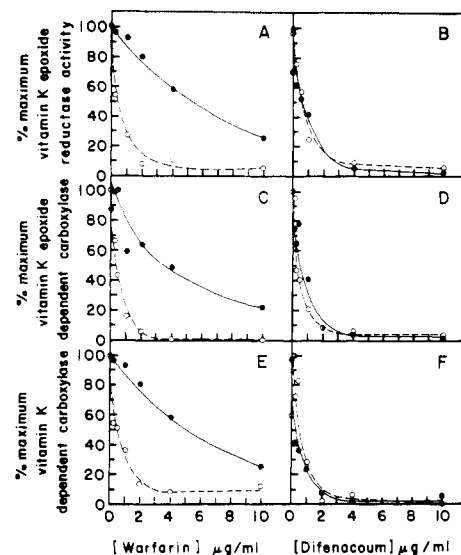 % maximum
vitamin K epoxide
reductase activity
100
80
60
40
20
0
A
B
% maximum
vitamin K epoxide
dependent carboxylase
100
80
60
40
20
0
C
D
% maximum
vitamin K
dependent carboxylase
100
80
60
40
20
0
E
F
0 2 4 6 8 10
0 2 4 6 8 10
[Warfarin] µg/ml
[Difenacoum] µg/ml